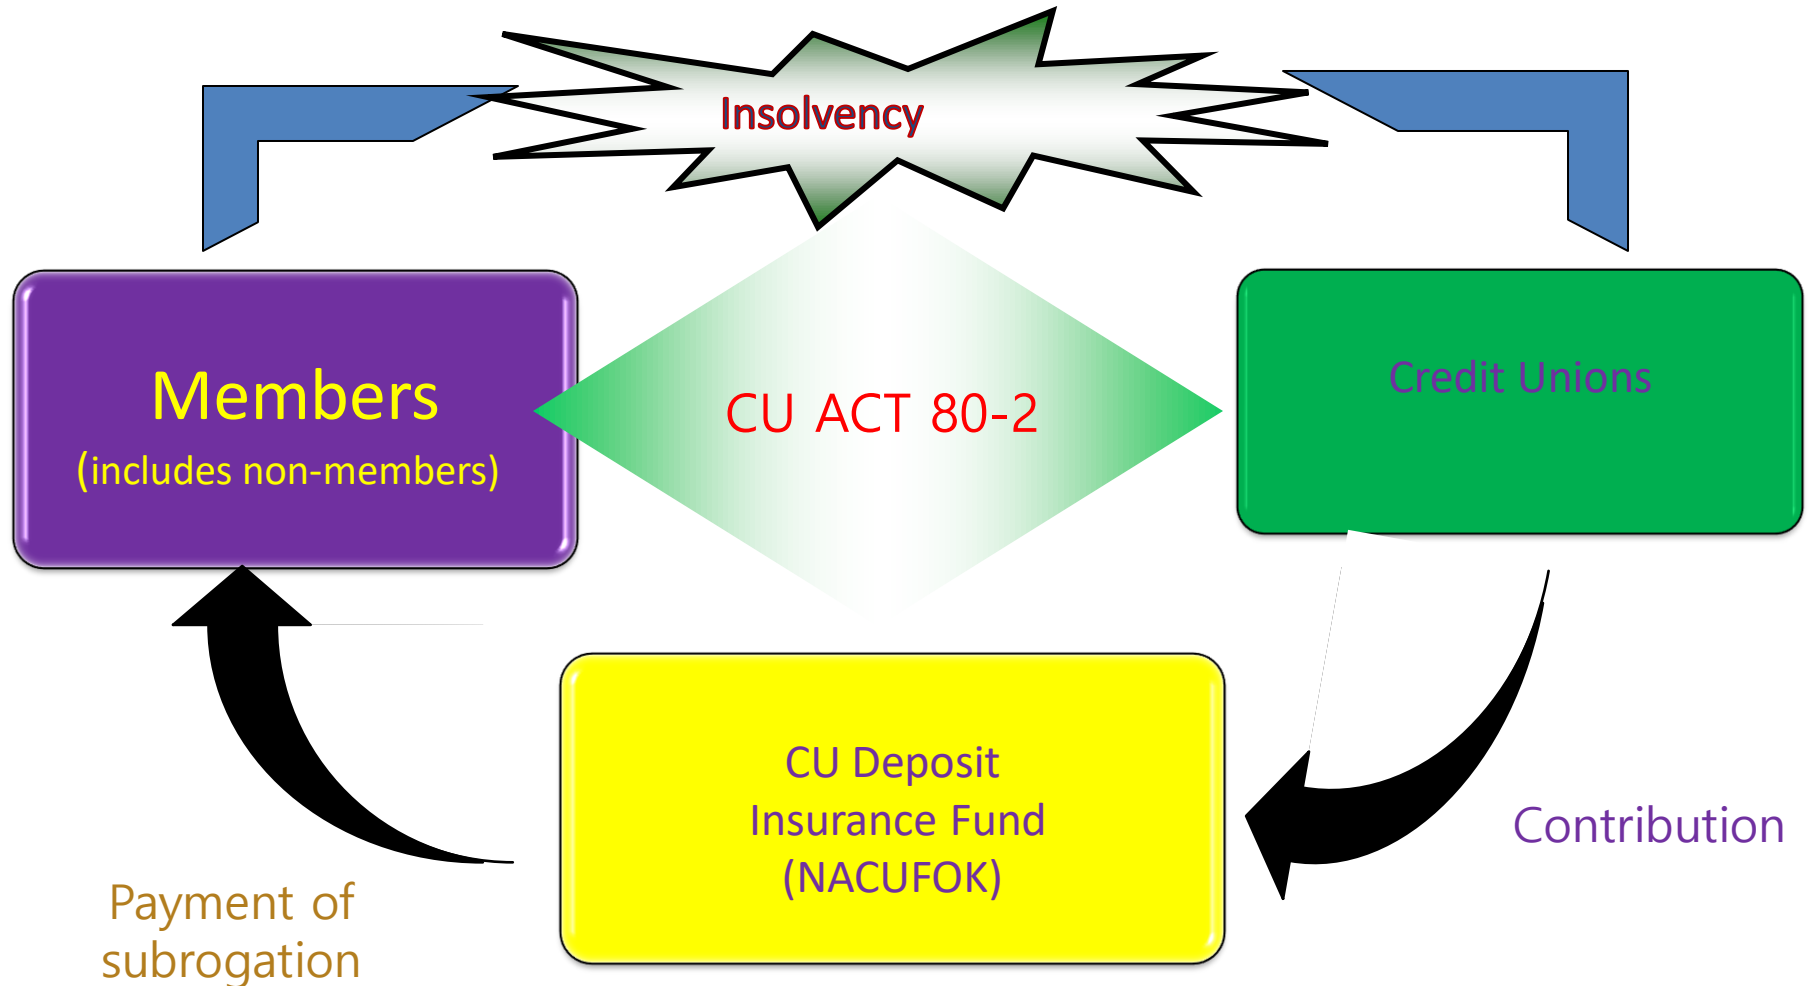 Insolvency
Members
(includes non-members)
CU ACT 80-2
Credit Unions
CU Deposit
Insurance Fund
(NACUFOK)
Contribution
Payment of
subrogation